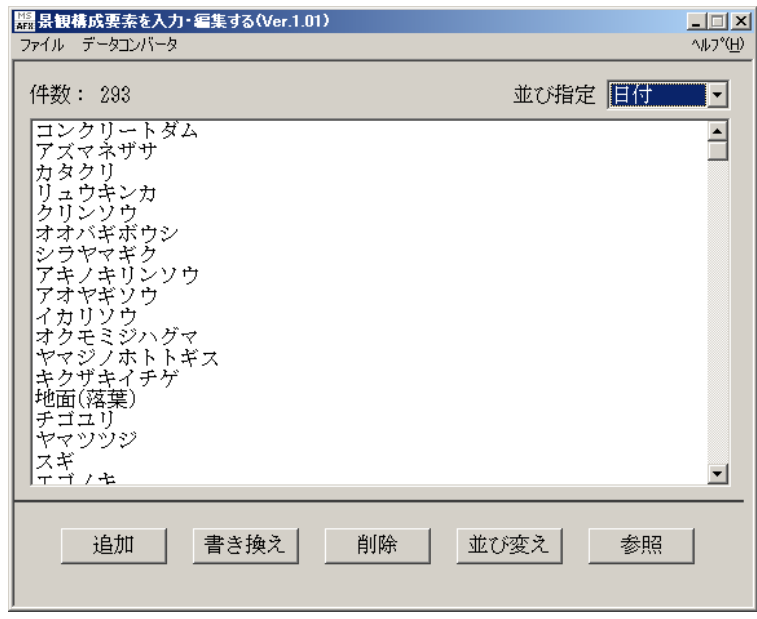 MS AFX 景観構成要素を入力・編集する(Ver.1.01)
ファイル データコンバータ ヘルプ(H)
件数: 293 並び指定 日付
コンクリートダム
アズマネザサ
カタクリ
リュウキンカ
クリンソウ
オオバギボウシ
シラヤマギク
アキノキリンソウ
アオヤギソウ
イカリソウ
オクモミジハグマ
ヤマジノホトトギス
キクザキイチゲ
地面(落葉)
チゴユリ
ヤマツツジ
スギ
エゴノキ
追加 書き換え 削除 並び変え 参照